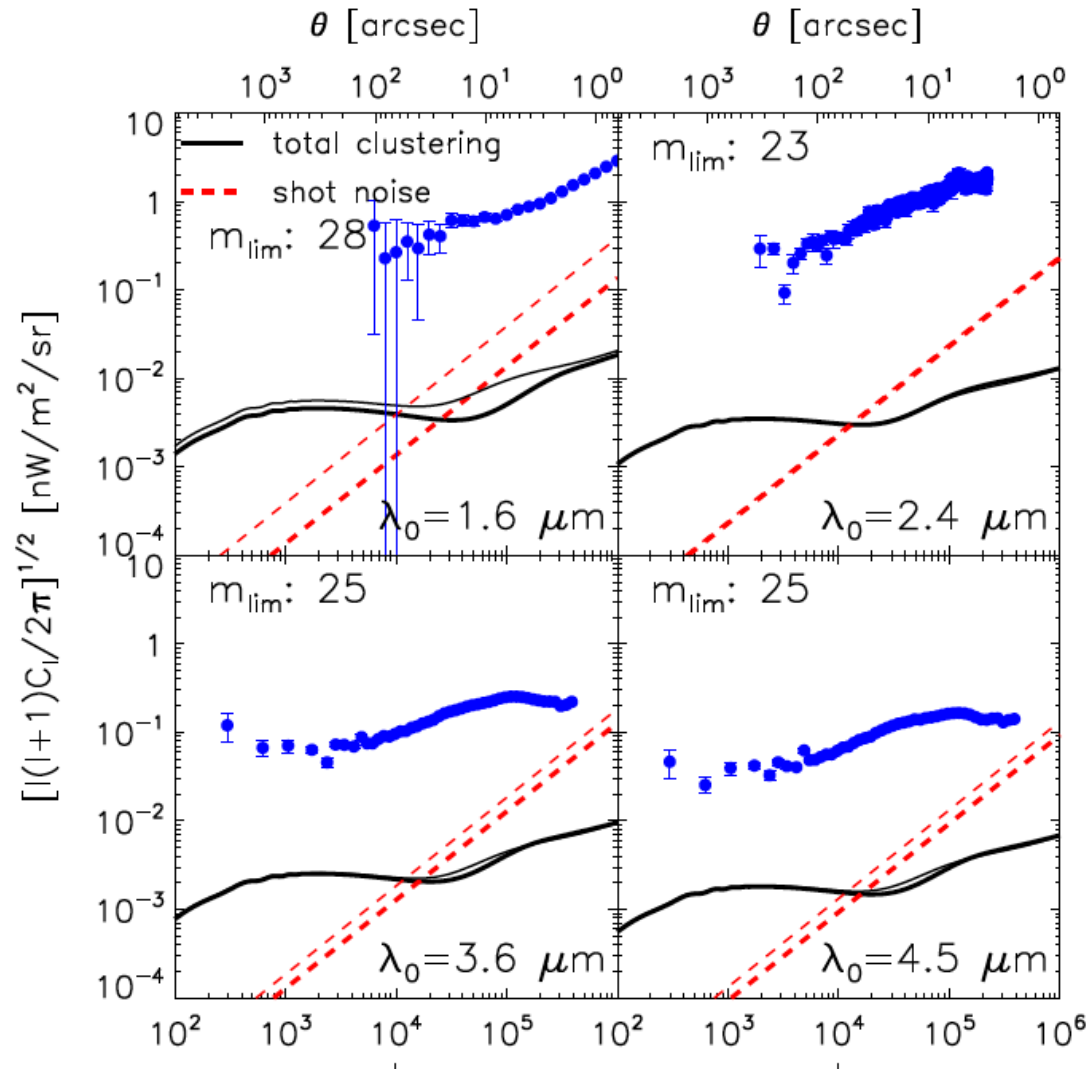 θ [arcsec] θ [arcsec]
10³ 10² 10¹ 10⁰ 10² 10¹ 10⁰
10
1
10⁻¹
10⁻²
10⁻³
10⁻⁴
total clustering
shot noise
m_lim: 28
λ₀=1.6 μm
m_lim: 23
λ₀=2.4 μm
[l(l+1)C_l/2π]^1/2 [nW/m²/sr]
10
1
10⁻¹
10⁻²
10⁻³
10⁻⁴
m_lim: 25
λ₀=3.6 μm
m_lim: 25
λ₀=4.5 μm
10² 10³ 10⁴ 10⁵ 10² 10³ 10⁴ 10⁵ 10⁶